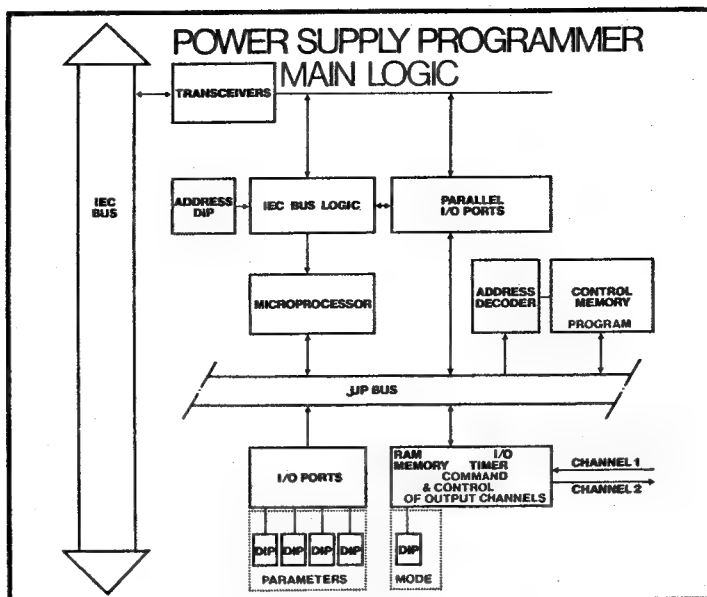 POWER SUPPLY PROGRAMMER
MAIN LOGIC
TRANSCEIVERS
IEC
BUS
ADDRESS
DIP
IEC BUS LOGIC
PARALLEL
I/O PORTS
MICROPROCESSOR
ADDRESS
DECODER
CONTROL
MEMORY
PROGRAM
μP BUS
I/O PORTS
RAM I/O
MEMORY TIMER
COMMAND
& CONTROL
OF OUTPUT CHANNELS
CHANNEL 1
CHANNEL 2
DIP DIP DIP DIP
PARAMETERS
DIP
MODE